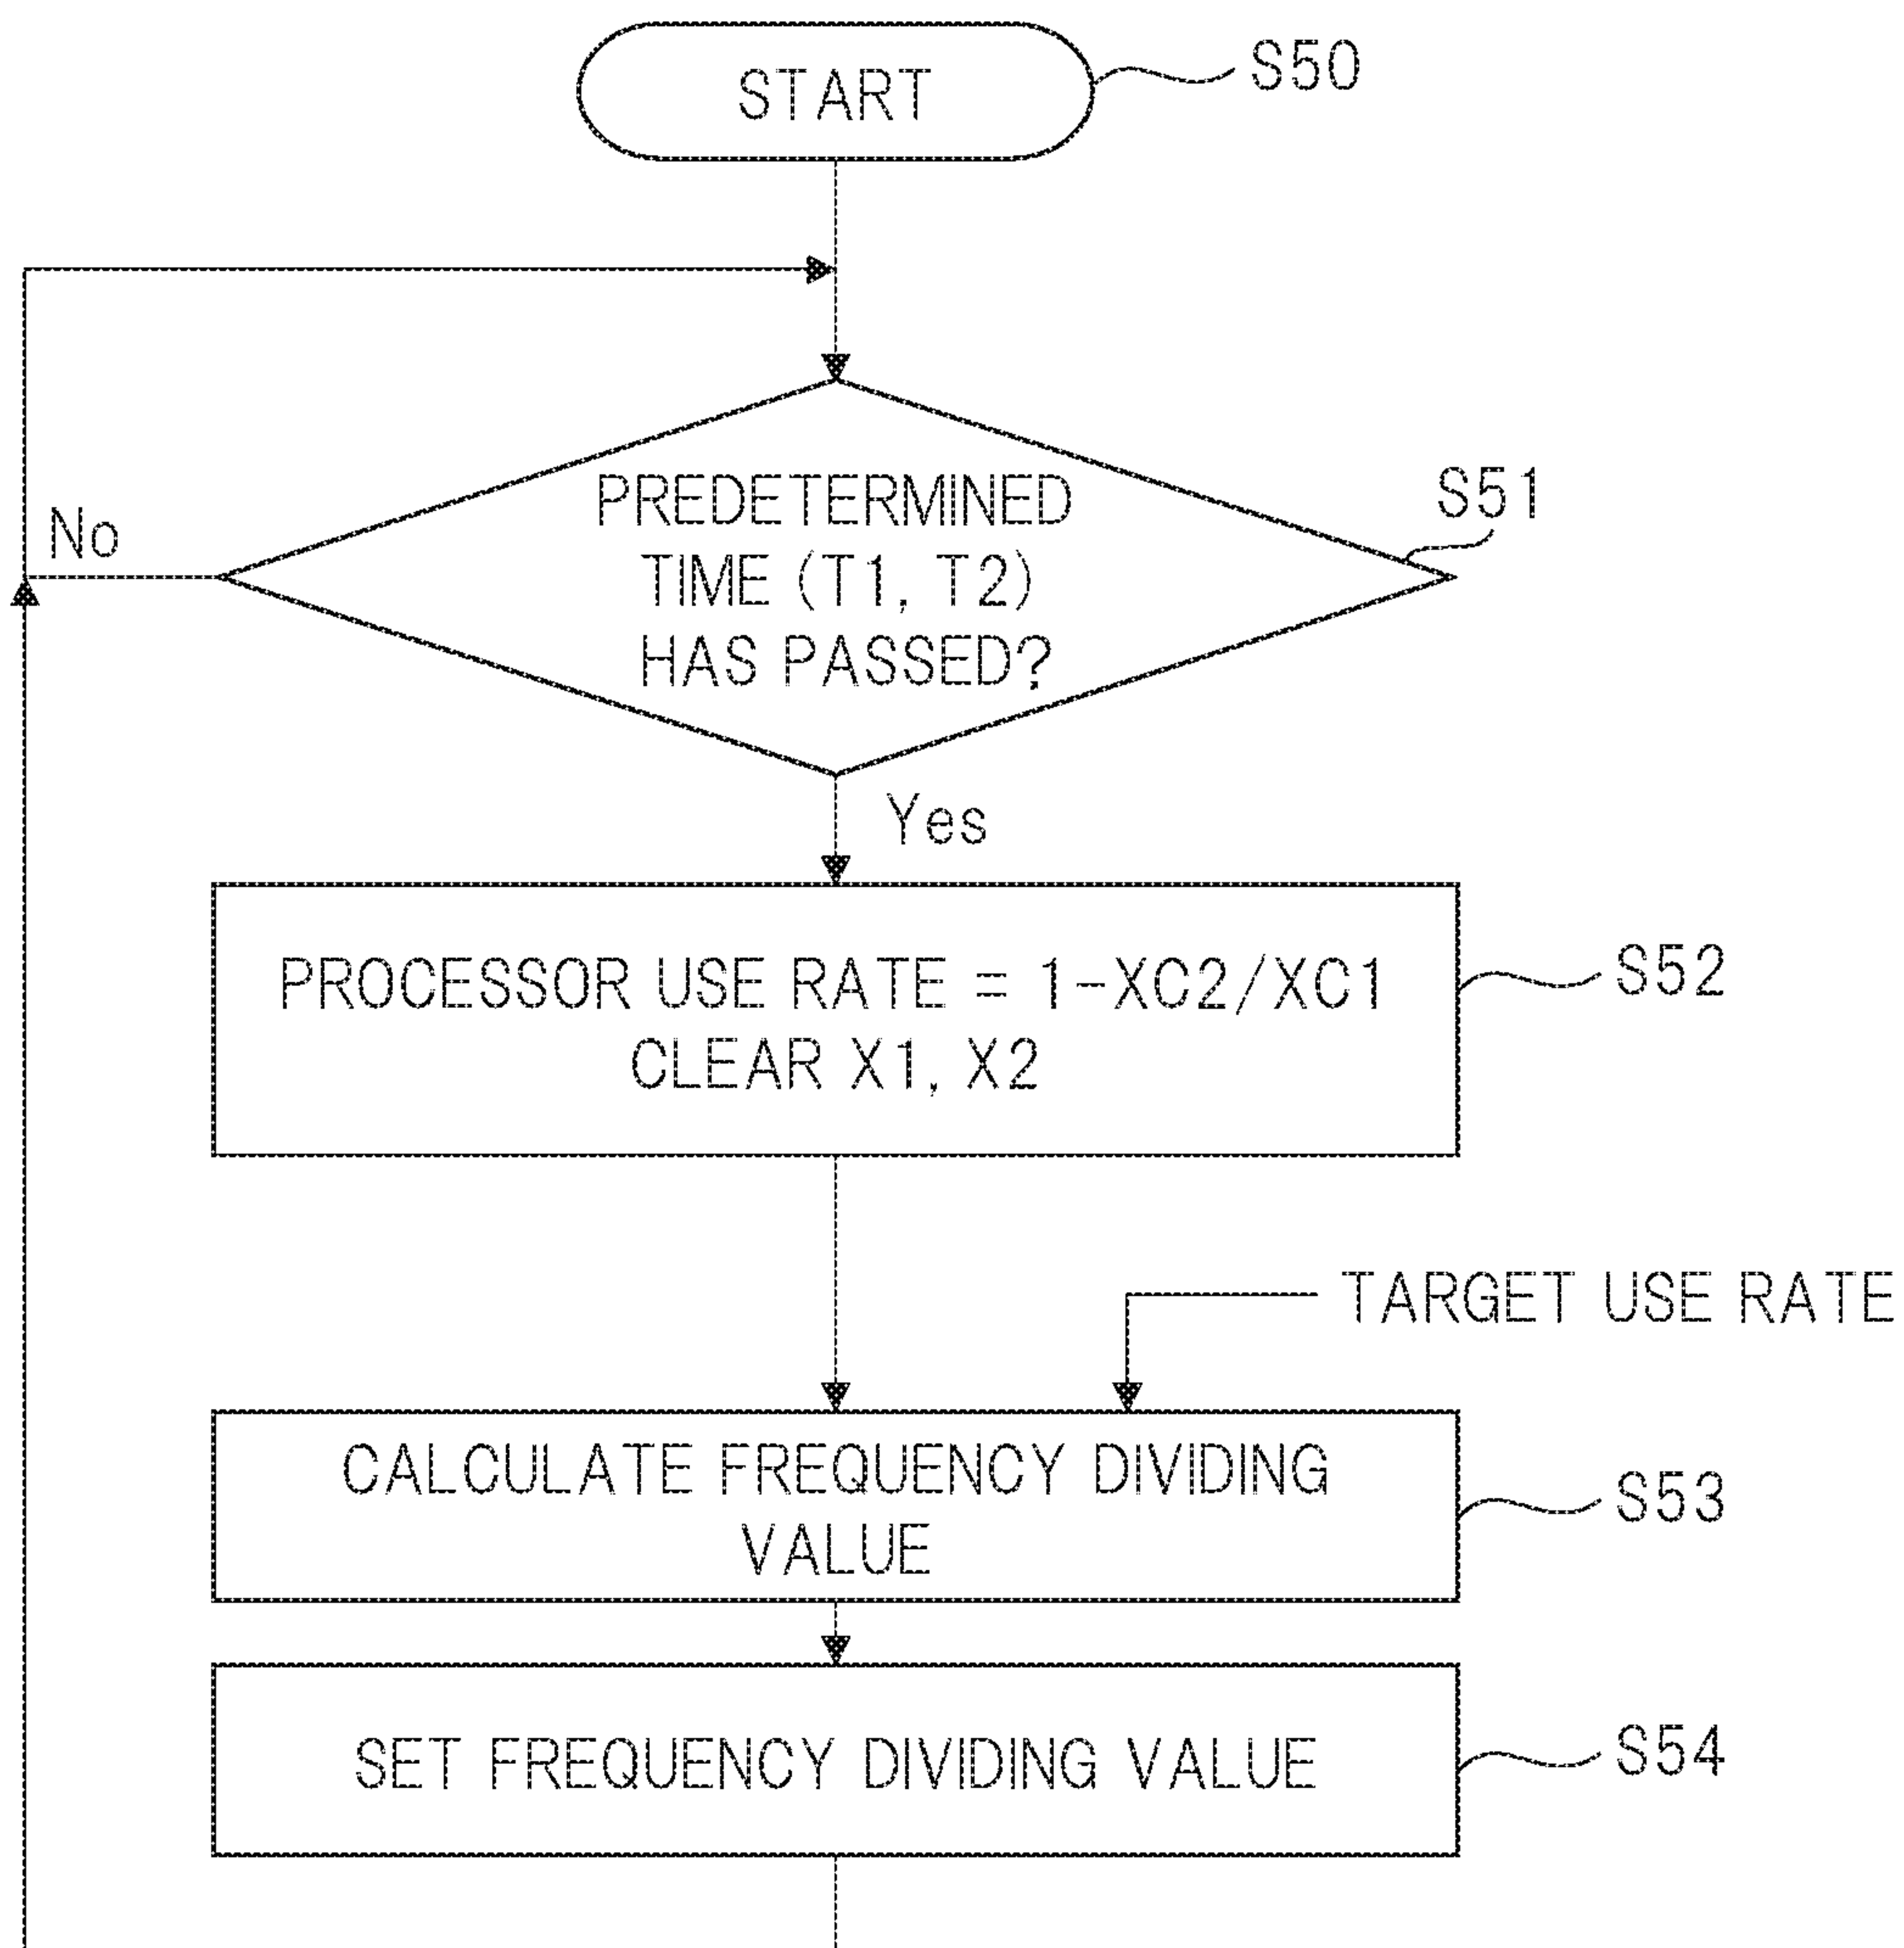 START
S50
PREDETERMINED
TIME (T1, T2)
HAS PASSED?
S51
No
Yes
PROCESSOR USE RATE = 1-XC2/XC1
CLEAR X1, X2
S52
TARGET USE RATE
CALCULATE FREQUENCY DIVIDING
VALUE
S53
SET FREQUENCY DIVIDING VALUE
S54